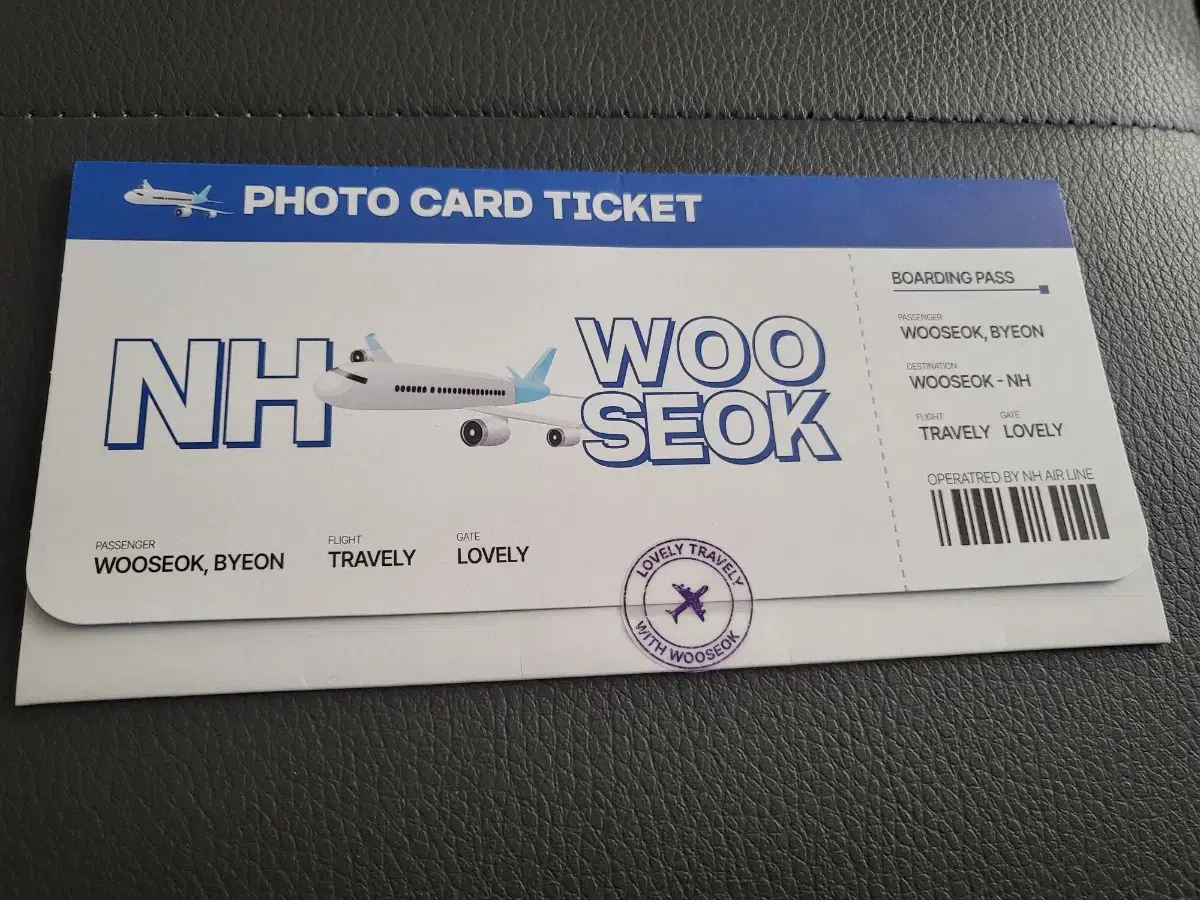 PHOTO CARD TICKET
NH
WOO
SEOK
PASSENGER
WOOSEOK, BYEON
FLIGHT
TRAVELY
GATE
LOVELY
LOVELY TRAVELY
WITH WOOSEOK
BOARDING PASS
PASSENGER
WOOSEOK, BYEON
DESTINATION
WOOSEOK - NH
FLIGHT GATE
TRAVELY LOVELY
OPERATRED BY NH AIR LINE